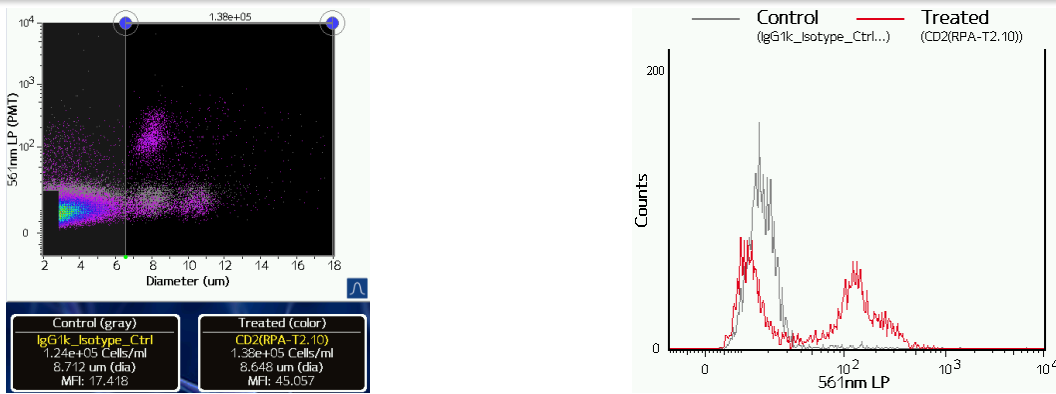 1.38e+05
10^4
10^3
10^2
0
561nm LP (PMT)
2 4 6 8 10 12 14 16 18
Diameter (um)
Control (gray)
IgG1k_Isotype_Ctrl
1.24e+05 Cells/ml
8.712 um (dia)
MFI: 17.418
Treated (color)
CD2(RPA-T2.10)
1.38e+05 Cells/ml
8.648 um (dia)
MFI: 45.057
Control
(IgG1k_Isotype_Ctrl...)
Treated
(CD2(RPA-T2.10))
200
Counts
0
0 10^2 10^3 10^4
561nm LP